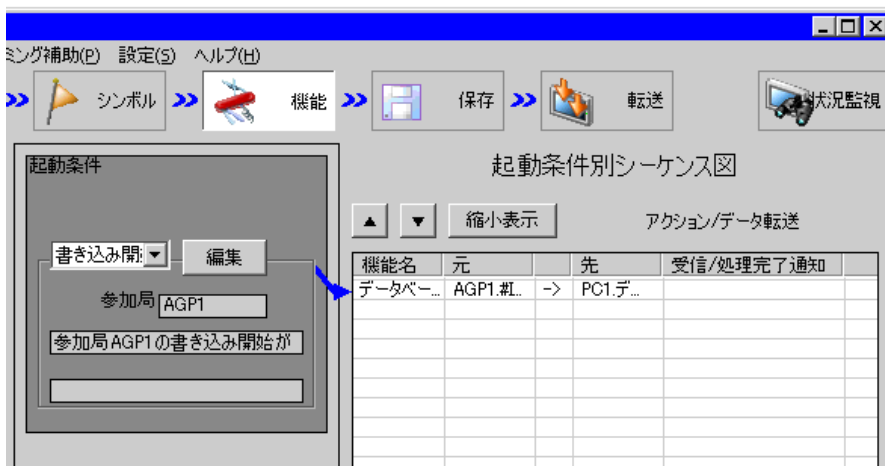 ミング補助(P) 設定(S) ヘルプ(H)
シンボル 機能 保存 転送 状況監視
起動条件
起動条件別シーケンス図
縮小表示 アクション/データ転送
書き込み開 編集
機能名 元 先 受信/処理完了通知
データベー... AGP1.#I... -> PC1.デ...
参加局 AGP1
参加局AGP1の書き込み開始が